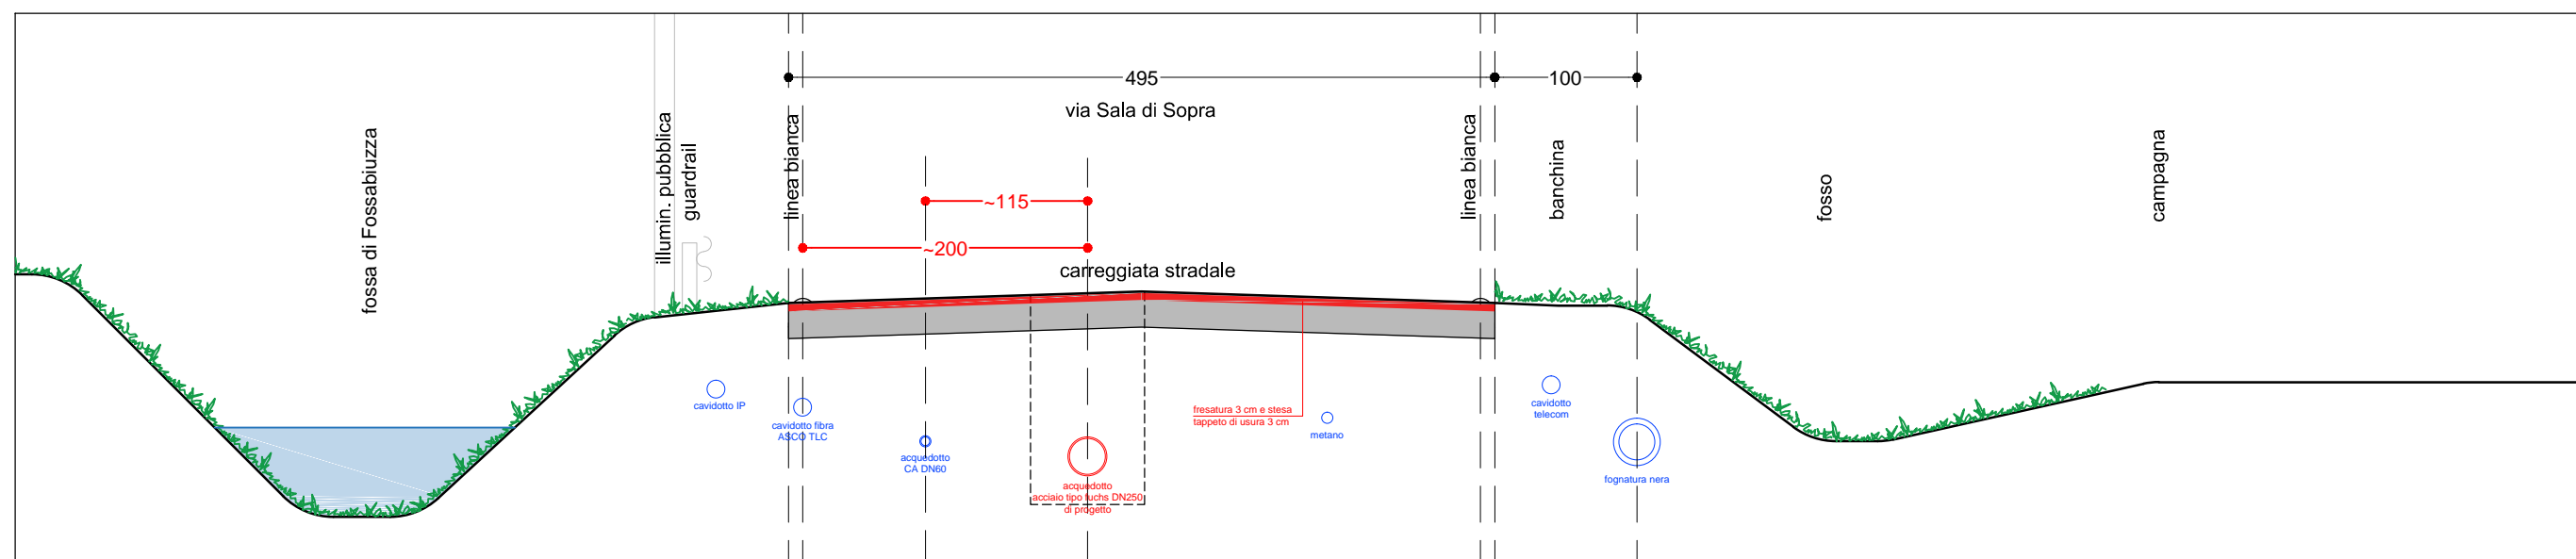 495
100
via Sala di Sopra
fossa di Fossabiuzza
illumin. pubblica
guardrail
linea bianca
linea bianca
banchina
fosso
campagna
~115
~200
carreggiata stradale
cavidotto IP
cavidotto fibra
ASCO TLC
acquedotto
CA DN60
acquedotto
acciaio tipo fuchs DN250
di progetto
fresatura 3 cm e stesa
tappeto di usura 3 cm
metano
cavidotto
telecom
fognatura nera